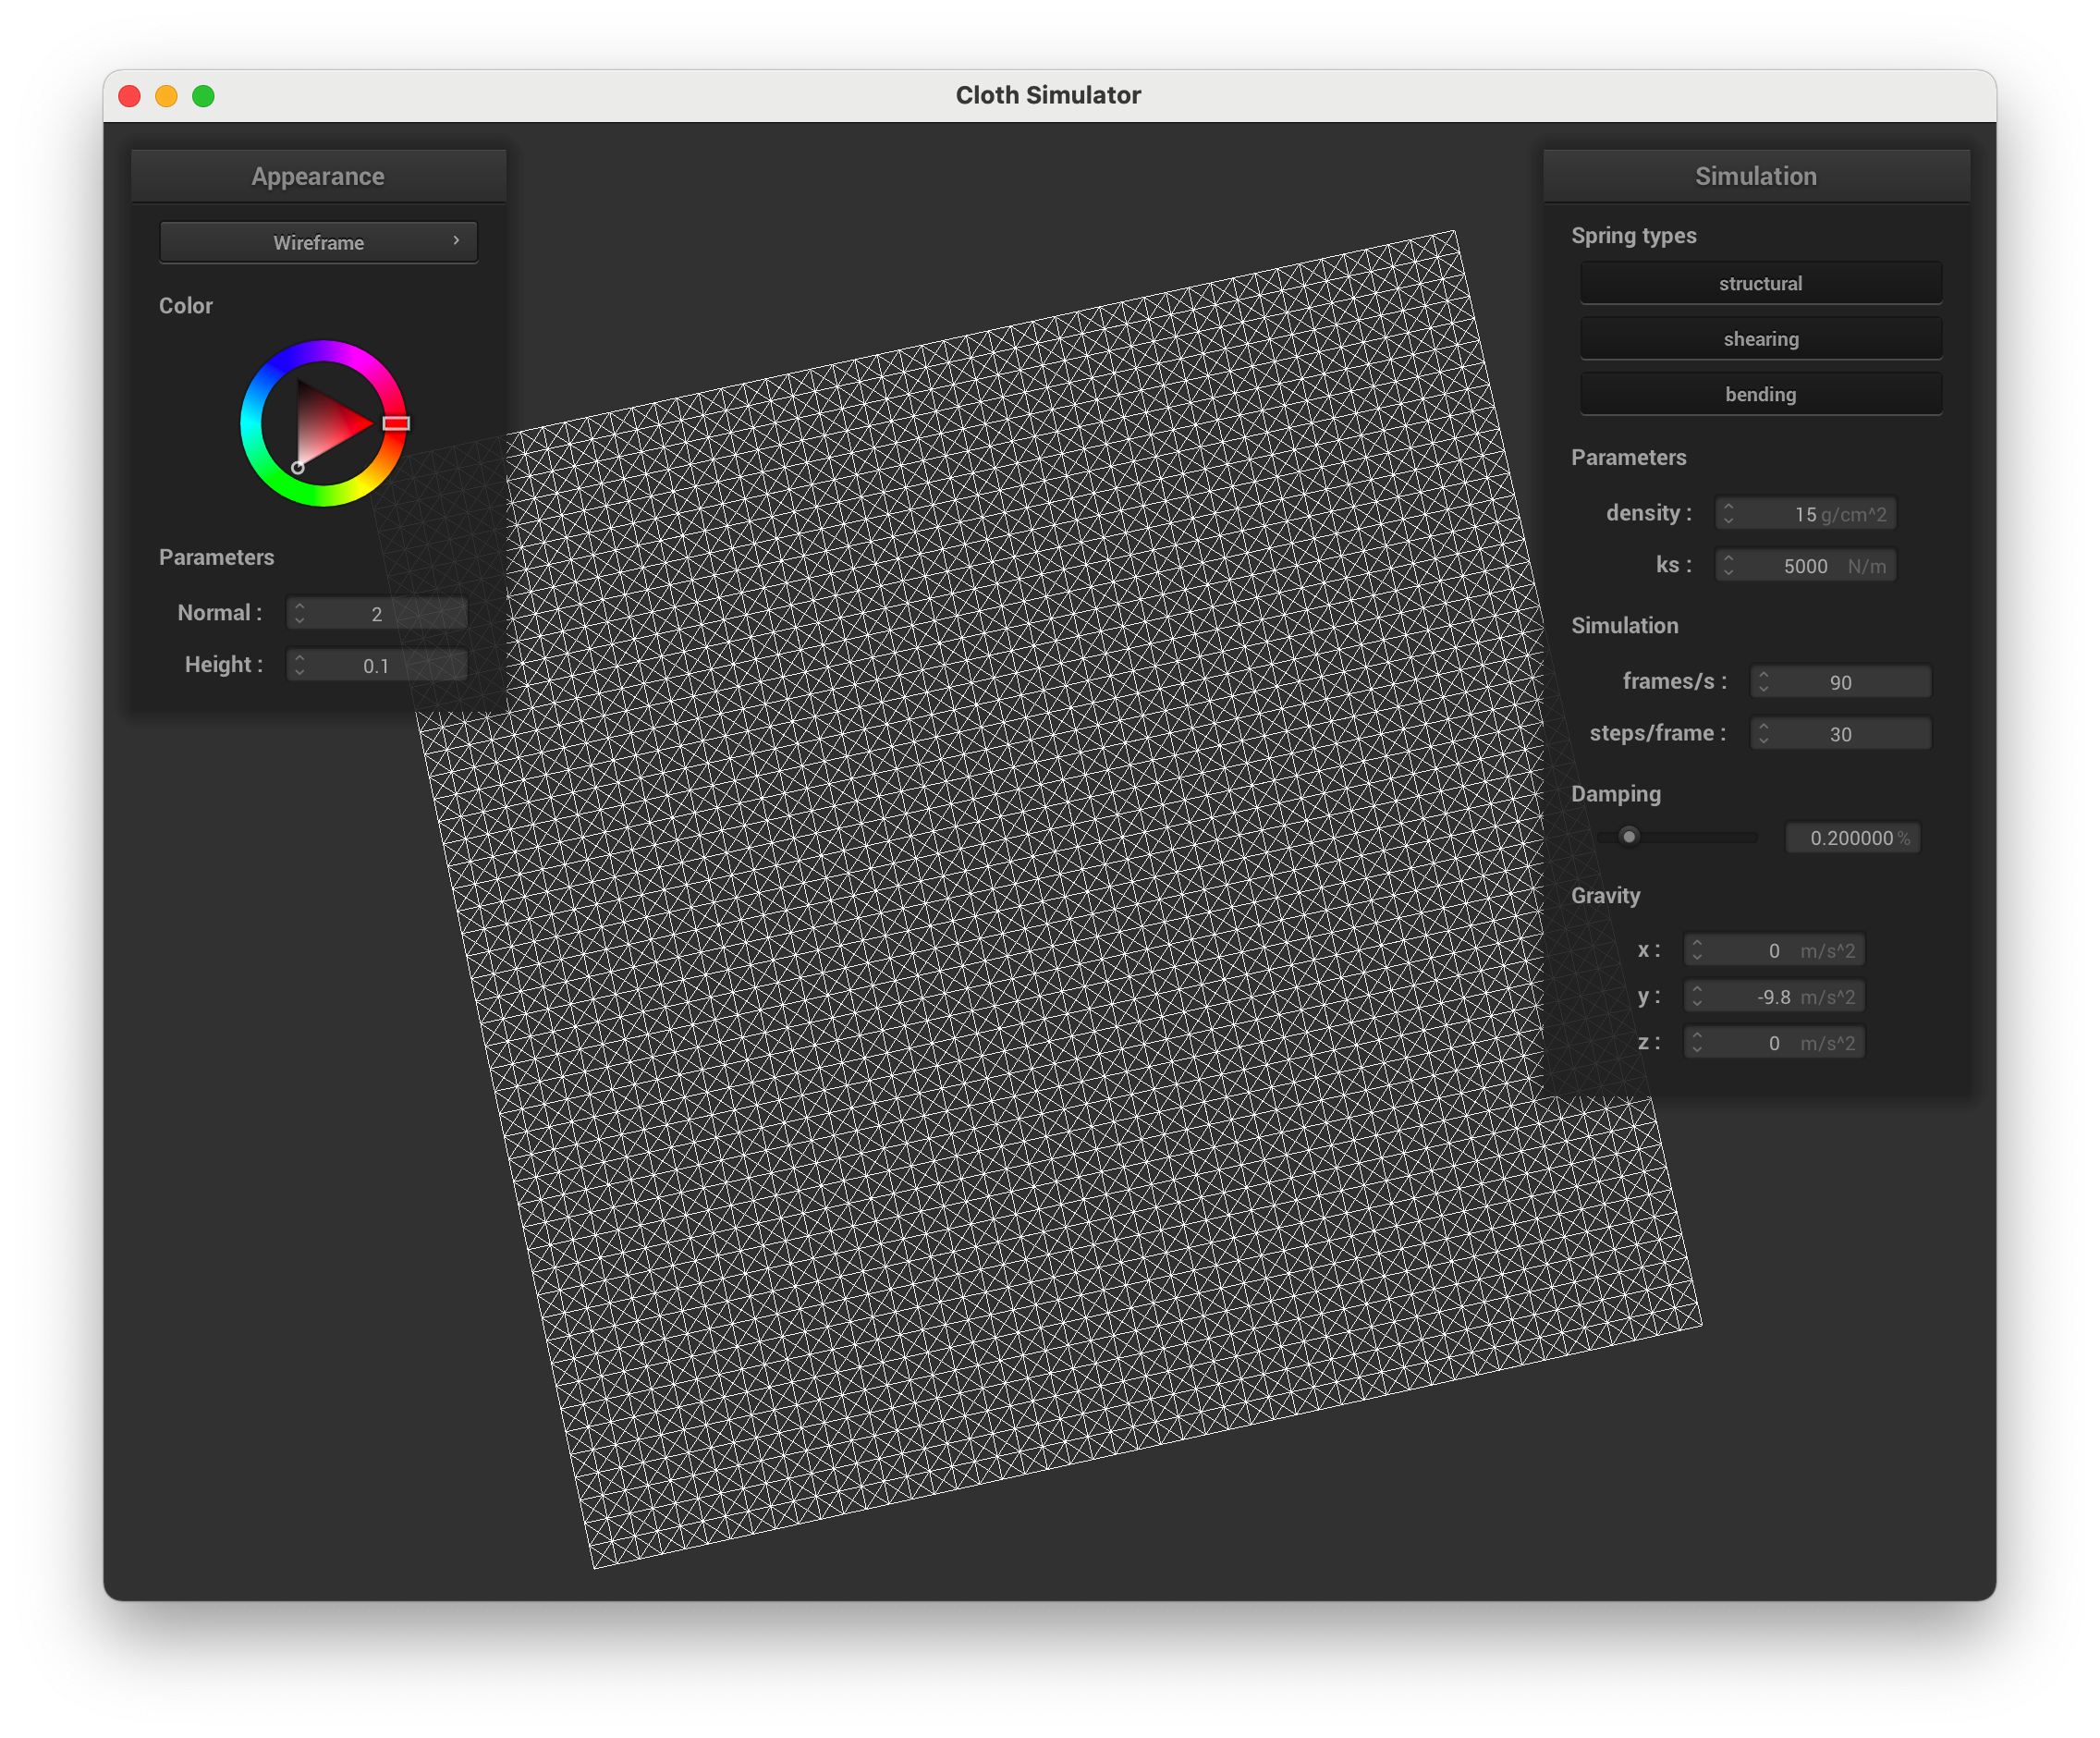 Cloth Simulator
Appearance
Wireframe
Color
Parameters
Normal : 2
Height : 0.1
Simulation
Spring types
structural
shearing
bending
Parameters
density : 15 g/cm^2
ks : 5000 N/m
Simulation
frames/s : 90
steps/frame : 30
Damping
0.200000 %
Gravity
x : 0 m/s^2
y : -9.8 m/s^2
z : 0 m/s^2